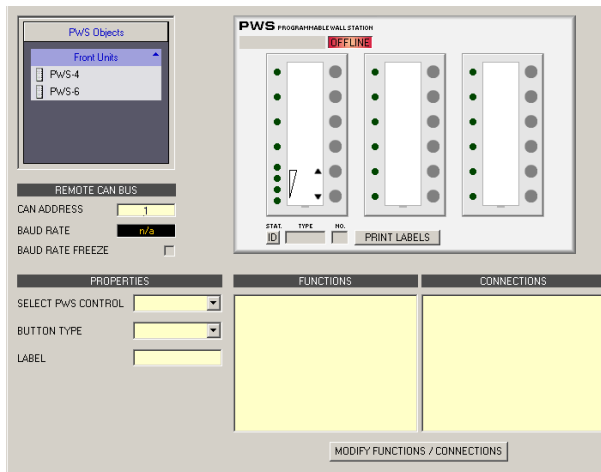 PWS Objects
Front Units
PWS-4
PWS-6
PWS PROGRAMMABLE WALL STATION
OFFLINE
STAT. TYPE NO.
ID
PRINT LABELS
REMOTE CAN BUS
CAN ADDRESS 1
BAUD RATE n/a
BAUD RATE FREEZE
PROPERTIES
SELECT PWS CONTROL
BUTTON TYPE
LABEL
FUNCTIONS
CONNECTIONS
MODIFY FUNCTIONS / CONNECTIONS